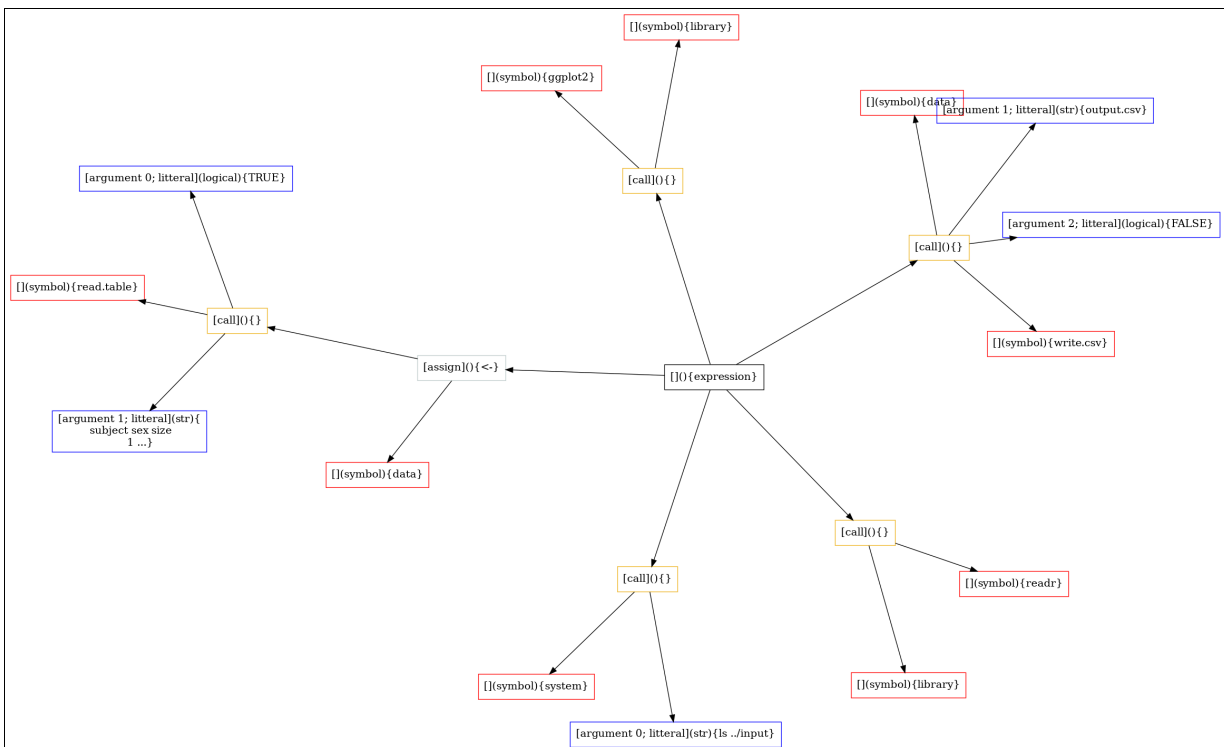 [](symbol){library}
[](symbol){ggplot2}
[](symbol){data}
[argument 1; litteral](str){output.csv}
[argument 0; litteral](logical){TRUE}
[call](){}
[argument 2; litteral](logical){FALSE}
[call](){}
[](symbol){read.table}
[call](){}
[](symbol){write.csv}
[assign](){<-}
[](){expression}
[argument 1; litteral](str){
subject sex size
1 ...}
[](symbol){data}
[call](){}
[call](){}
[](symbol){readr}
[](symbol){system}
[](symbol){library}
[argument 0; litteral](str){ls ../input}